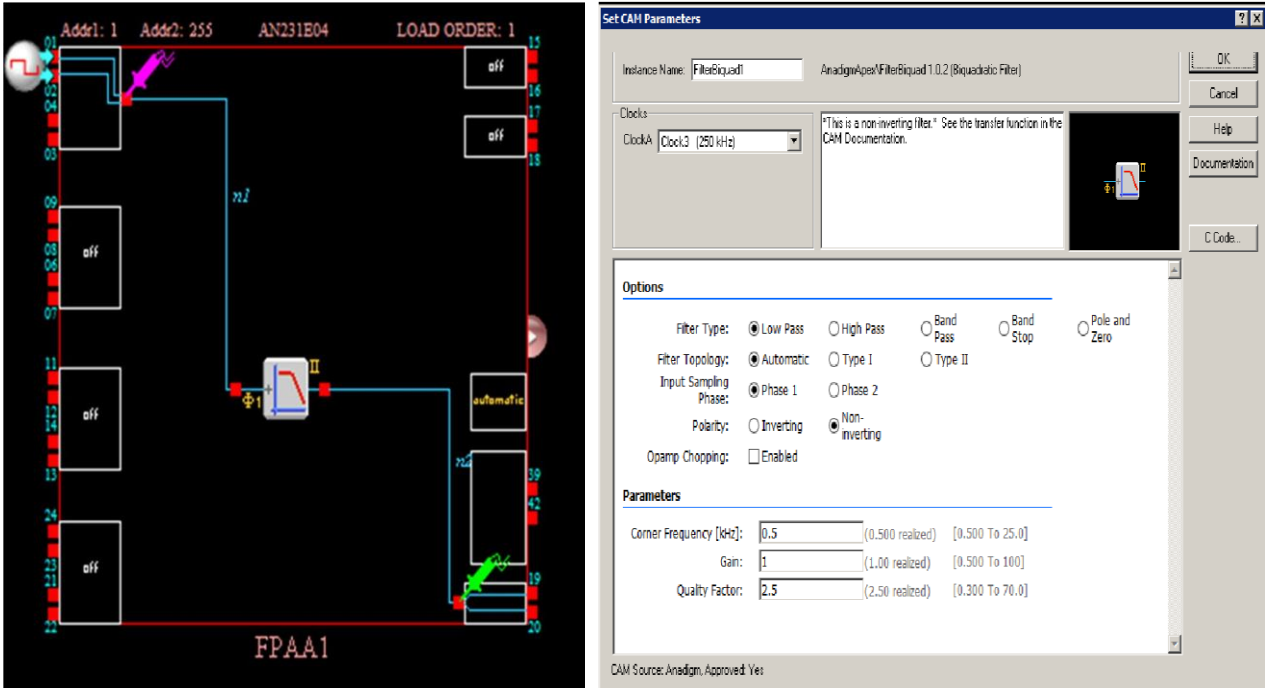 Addr1: 1 Addr2: 255 AN231E04 LOAD ORDER: 1
01
02
04
03
09
08
06
07
11
12
14
13
24
23
21
22
off
off
off
n1
Φ1
II
n2
15
off
16
17
off
18
automatic
39
42
19
20
FPAA1
Set CAM Parameters
Instance Name: FilterBiquad1 AnadigmApex\FilterBiquad 1.0.2 (Biquadratic Filter)
OK
Cancel
Help
Documentation
C Code...
Clocks
ClockA Clock3 (250 kHz)
"This is a non-inverting filter." See the transfer function in the
CAM Documentation.
Φ1
II
Options
Filter Type: Low Pass High Pass Band Pass Band Stop Pole and Zero
Filter Topology: Automatic Type I Type II
Input Sampling
Phase: Phase 1 Phase 2
Polarity: Inverting Non-inverting
Opamp Chopping: Enabled
Parameters
Corner Frequency [kHz]: 0.5 (0.500 realized) [0.500 To 25.0]
Gain: 1 (1.00 realized) [0.500 To 100]
Quality Factor: 2.5 (2.50 realized) [0.300 To 70.0]
CAM Source: Anadigm, Approved: Yes